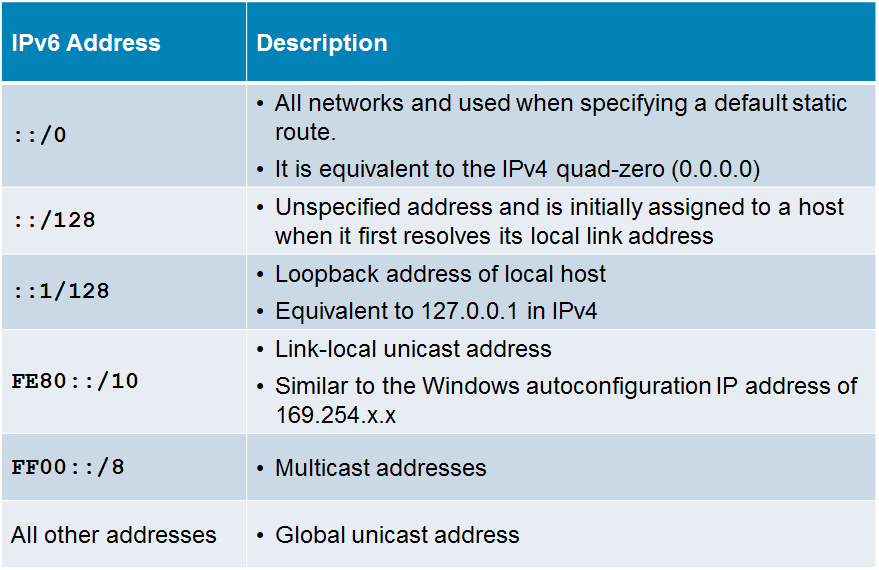 IPv6 Address
Description
::/0
• All networks and used when specifying a default static
route.
• It is equivalent to the IPv4 quad-zero (0.0.0.0)
::/128
• Unspecified address and is initially assigned to a host
when it first resolves its local link address
::1/128
• Loopback address of local host
• Equivalent to 127.0.0.1 in IPv4
FE80::/10
• Link-local unicast address
• Similar to the Windows autoconfiguration IP address of
169.254.x.x
FF00::/8
• Multicast addresses
All other addresses
• Global unicast address